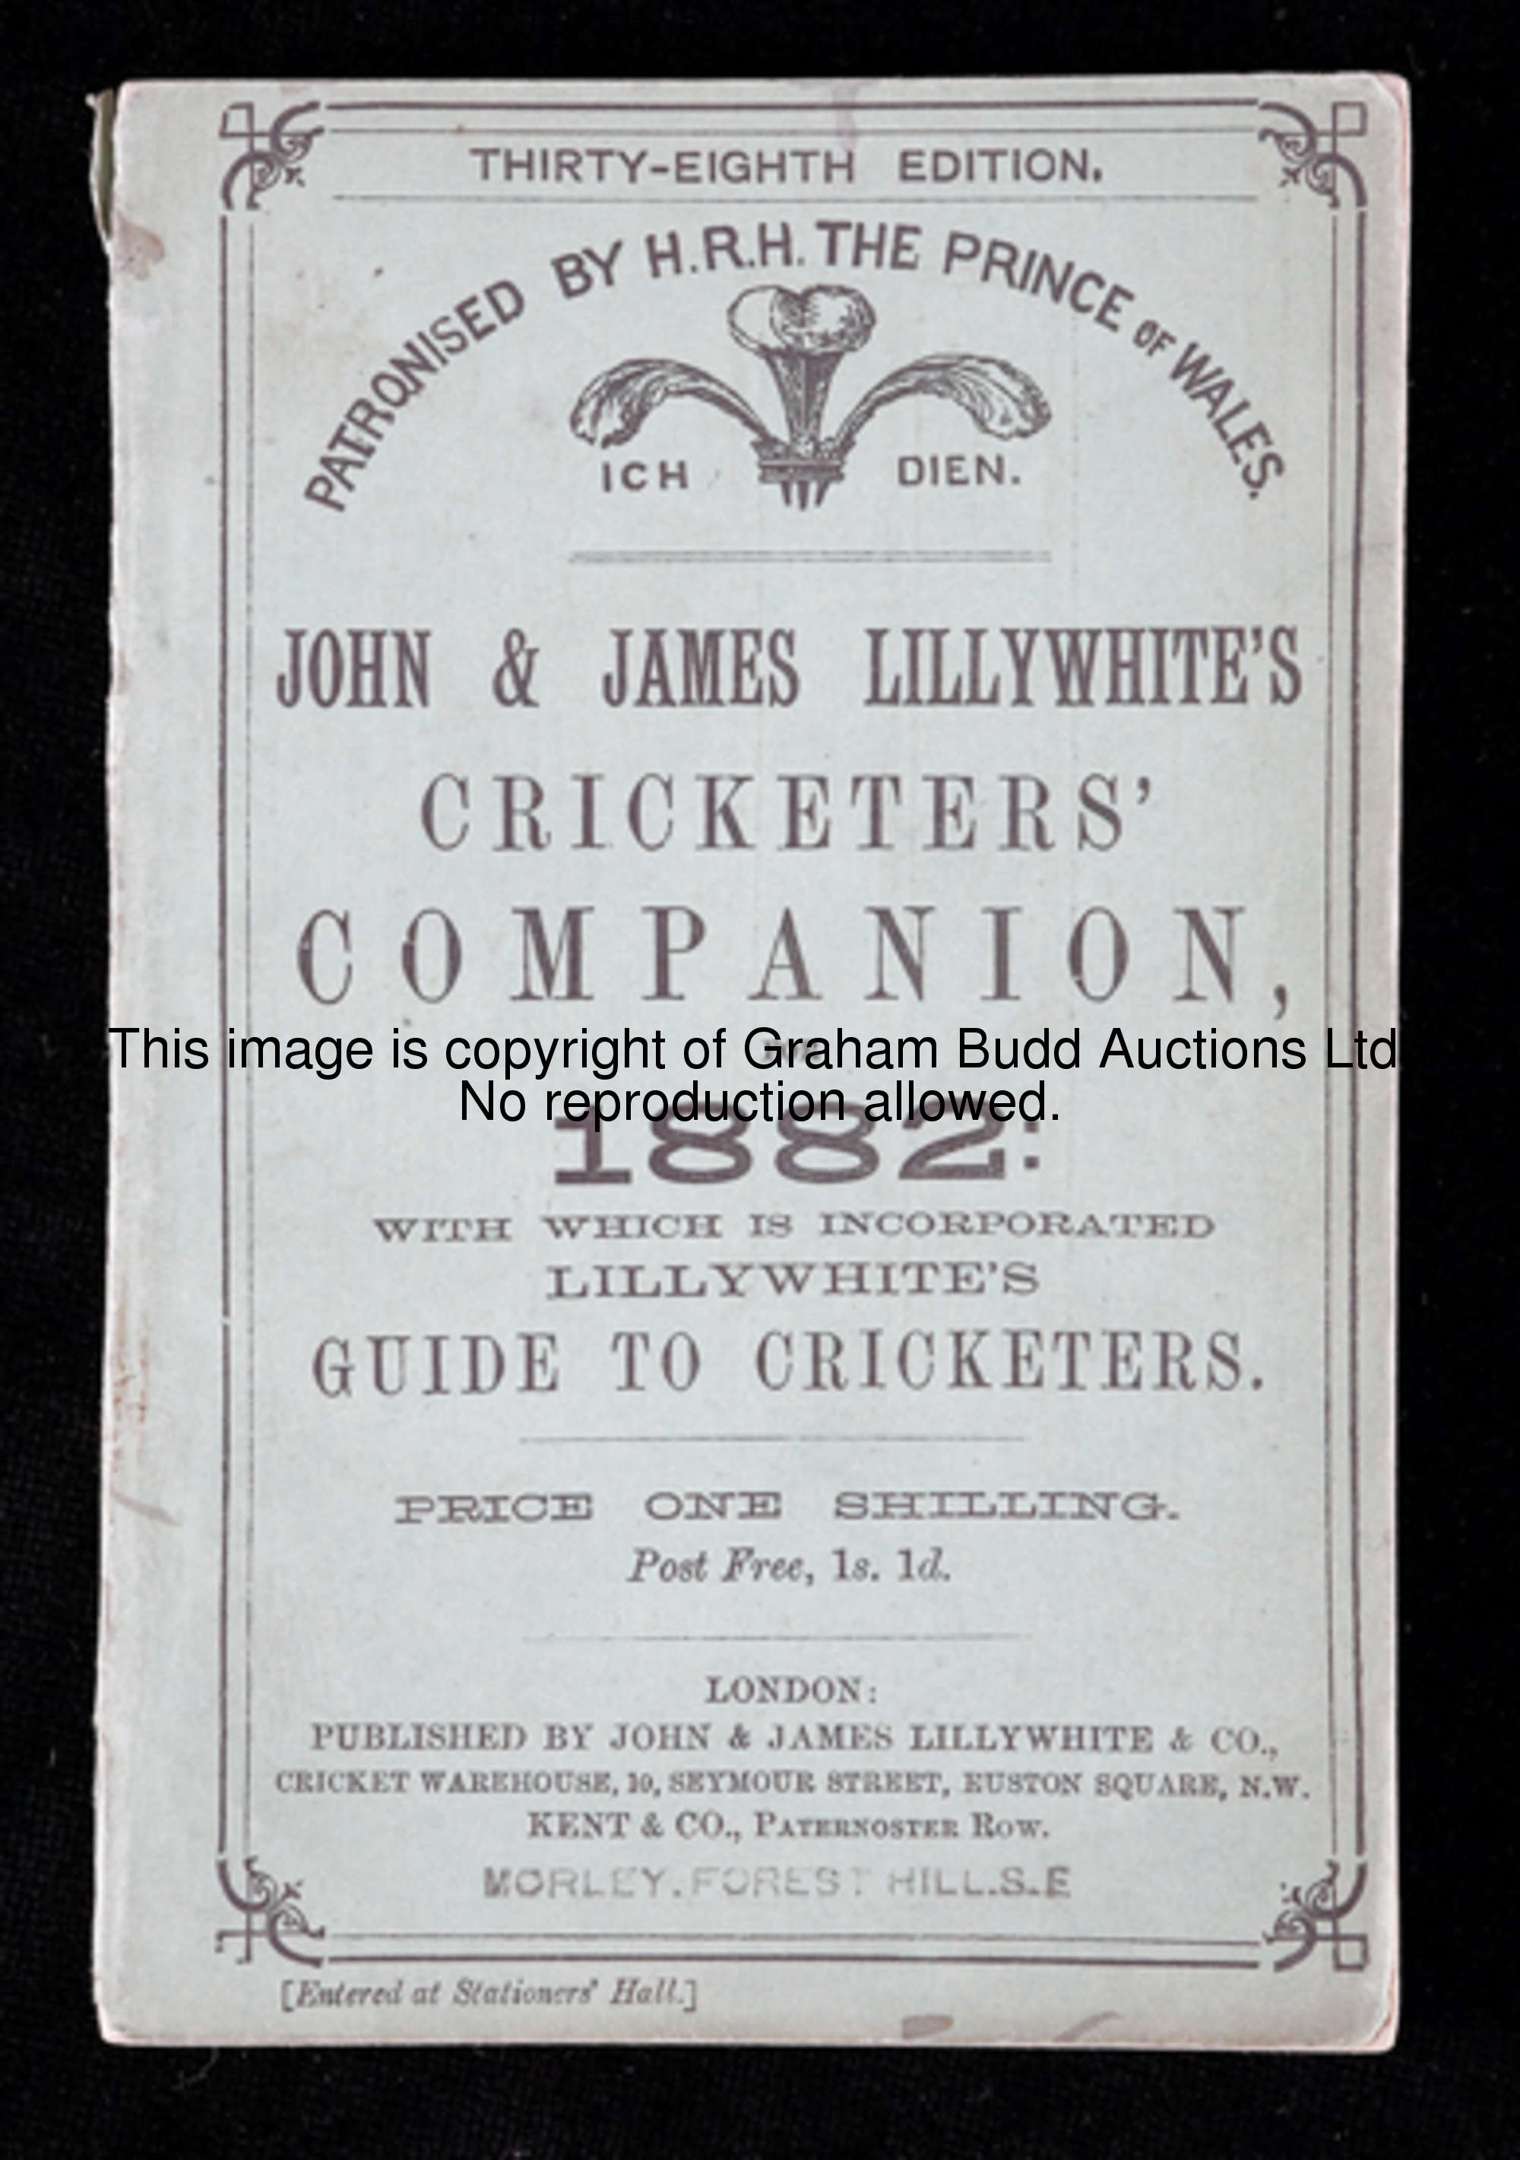 THIRTY-EIGHTH EDITION.
PATRONISED BY H.R.H. THE PRINCE OF WALES.
ICH DIEN.
JOHN & JAMES LILLYWHITE'S
CRICKETERS'
COMPANION,
This image is copyright of Graham Budd Auctions Ltd
No reproduction allowed.
1882:
WITH WHICH IS INCORPORATED
LILLYWHITE'S
GUIDE TO CRICKETERS.
PRICE ONE SHILLING.
Post Free, 1s. 1d.
LONDON:
PUBLISHED BY JOHN & JAMES LILLYWHITE & CO.,
CRICKET WAREHOUSE, 10, SEYMOUR STREET, EUSTON SQUARE, N.W.
KENT & CO., PATERNOSTER ROW.
MORLEY. FOREST HILL.S.E
[Entered at Stationers' Hall.]